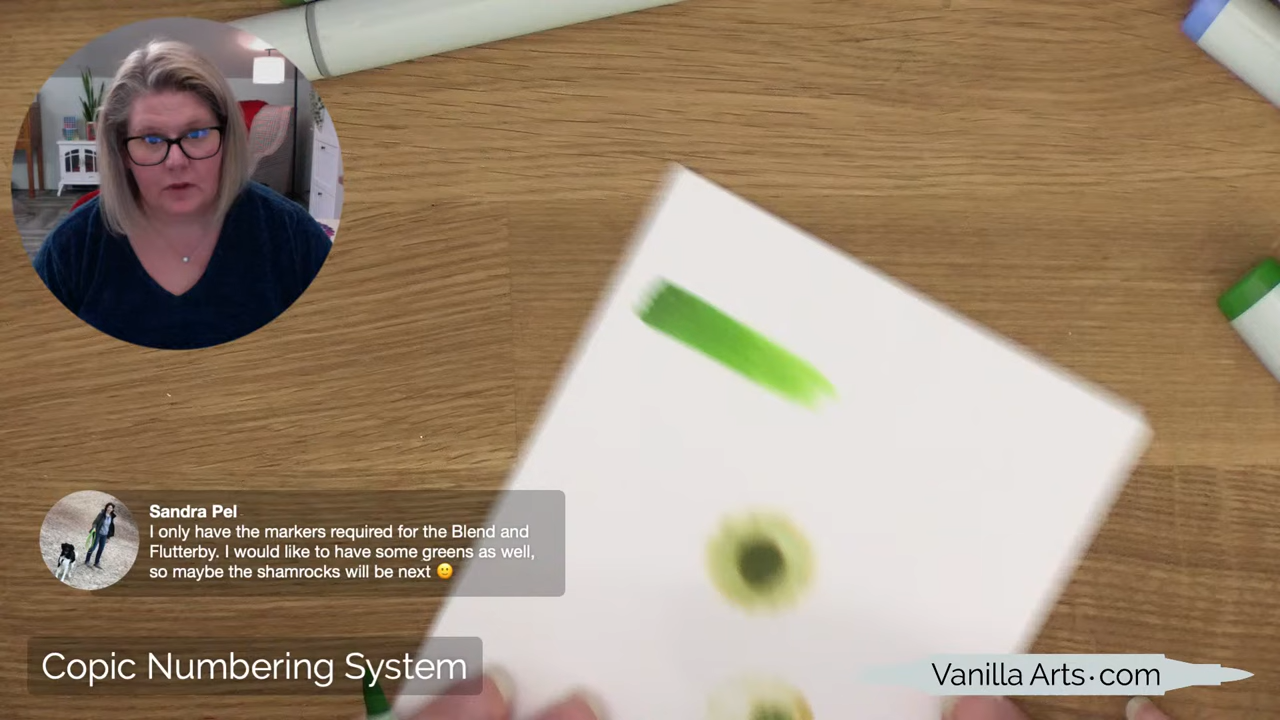 Sandra Pel
I only have the markers required for the Blend and
Flutterby. I would like to have some greens as well,
so maybe the shamrocks will be next 🙂
Copic Numbering System
Vanilla Arts•com